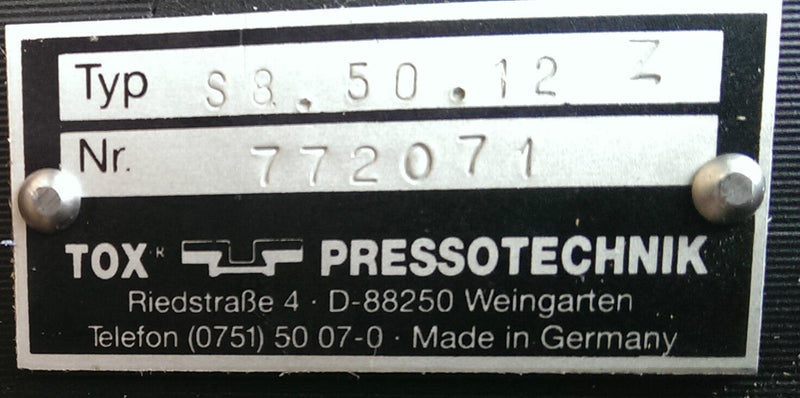 Typ S8.50.12 Z
Nr. 772071
TOX® PRESSOTECHNIK
Riedstraße 4 · D-88250 Weingarten
Telefon (0751) 50 07-0 · Made in Germany